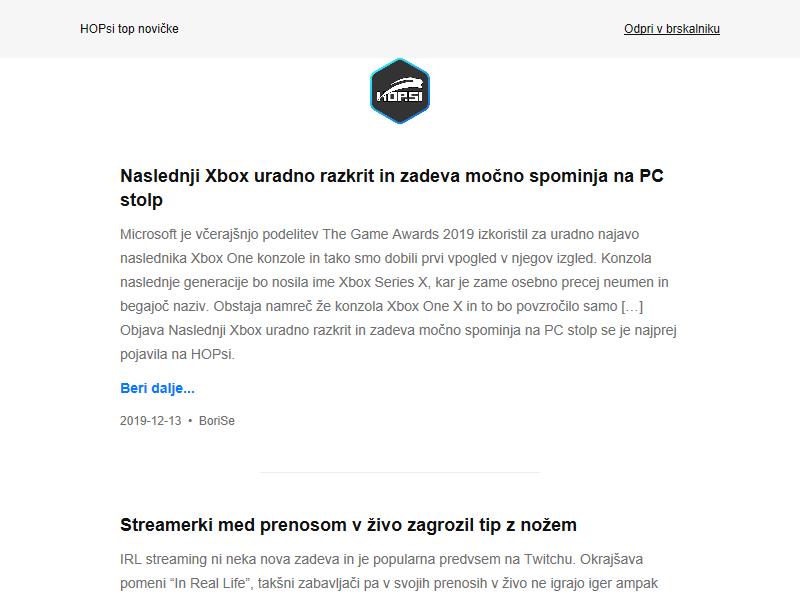 HOPsi top novičke
Odpri v brskalniku
HOP.SI
Naslednji Xbox uradno razkrit in zadeva močno spominja na PC
stolp
Microsoft je včerajšnjo podelitev The Game Awards 2019 izkoristil za uradno najavo
naslednika Xbox One konzole in tako smo dobili prvi vpogled v njegov izgled. Konzola
naslednje generacije bo nosila ime Xbox Series X, kar je zame osebno precej neumen in
begajoč naziv. Obstaja namreč že konzola Xbox One X in to bo povzročilo samo […]
Objava Naslednji Xbox uradno razkrit in zadeva močno spominja na PC stolp se je najprej
pojavila na HOPsi.
Beri dalje...
2019-12-13 • BoriSe
Streamerki med prenosom v živo zagrozil tip z nožem
IRL streaming ni neka nova zadeva in je popularna predvsem na Twitchu. Okrajšava
pomeni “In Real Life”, takšni zabavljači pa v svojih prenosih v živo ne igrajo iger ampak